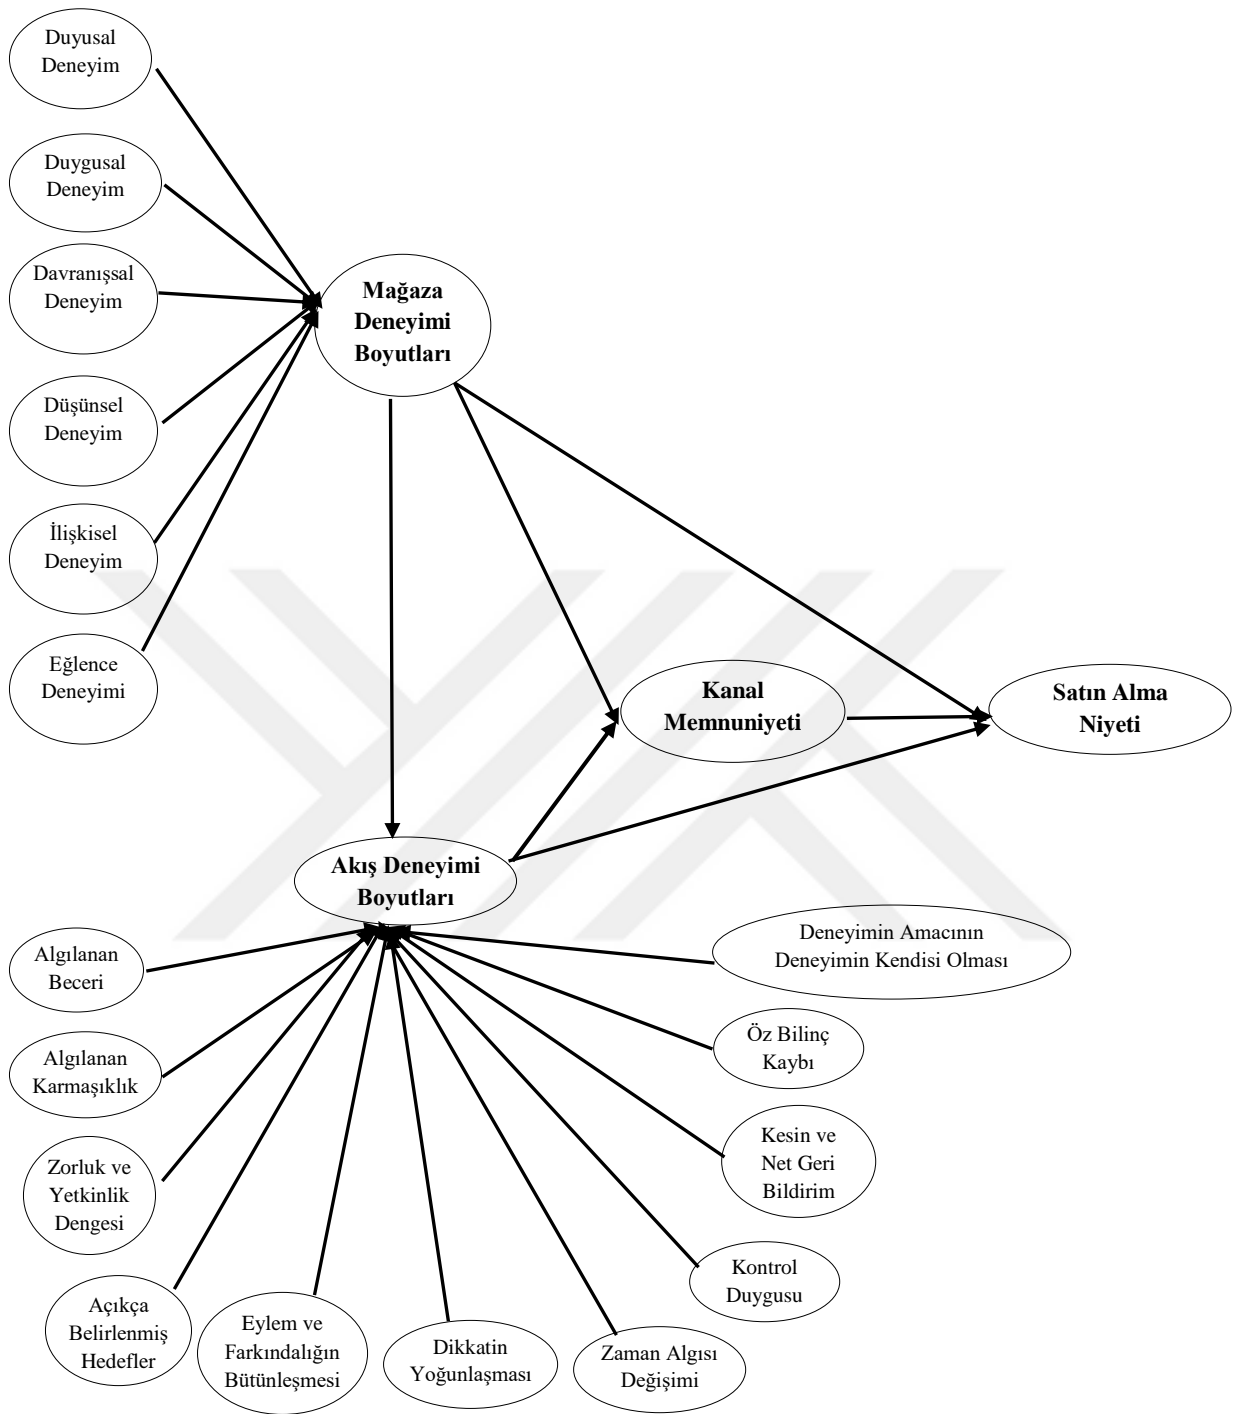 Duyusal
Deneyim
Duygusal
Deneyim
Davranışsal
Deneyim
Düşünsel
Deneyim
İlişkisel
Deneyim
Eğlence
Deneyimi
Mağaza
Deneyimi
Boyutları
Kanal
Memnuniyeti
Satın Alma
Niyeti
Akış Deneyimi
Boyutları
Algılanan
Beceri
Algılanan
Karmaşıklık
Zorluk ve
Yetkinlik
Dengesi
Açıkça
Belirlenmiş
Hedefler
Eylem ve
Farkındalığın
Bütünleşmesi
Dikkatin
Yoğunlaşması
Zaman Algısı
Değişimi
Kontrol
Duygusu
Kesin ve
Net Geri
Bildirim
Öz Bilinç
Kaybı
Deneyimin Amacının
Deneyimin Kendisi Olması